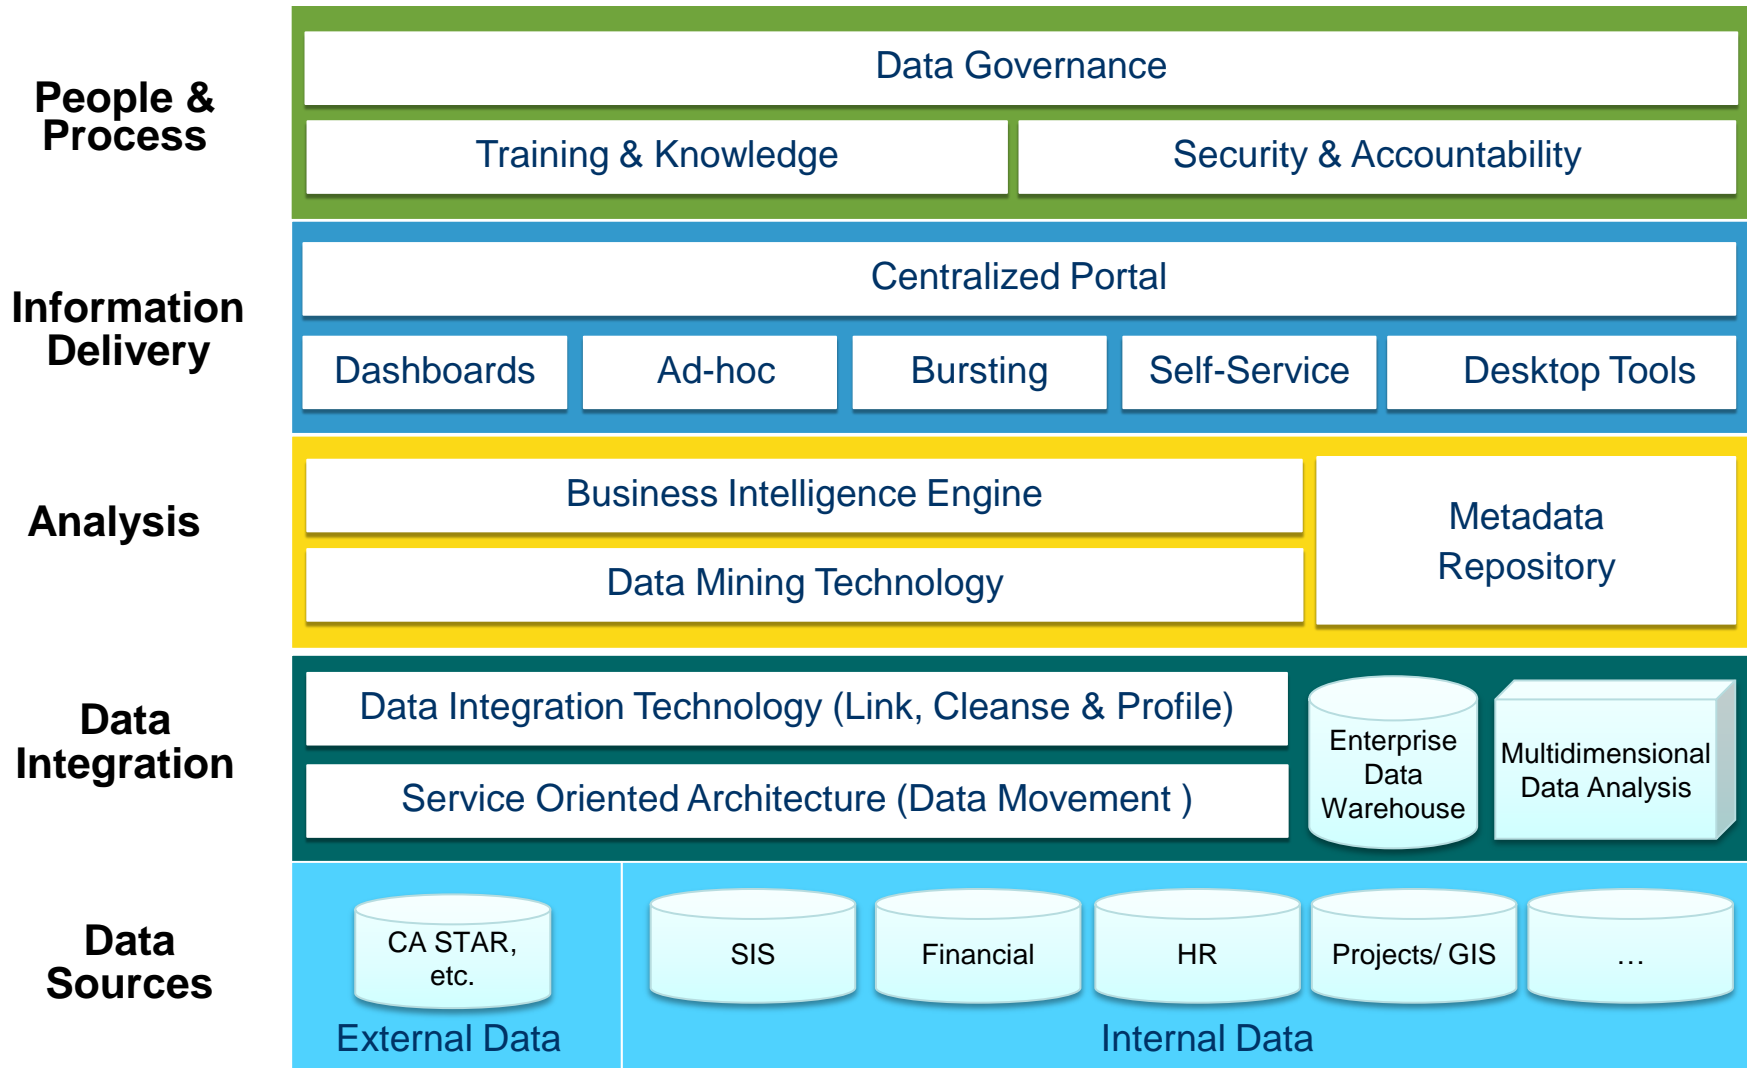 People &
Process
Data Governance
Training & Knowledge
Security & Accountability
Information
Delivery
Centralized Portal
Dashboards
Ad-hoc
Bursting
Self-Service
Desktop Tools
Analysis
Business Intelligence Engine
Data Mining Technology
Metadata
Repository
Data
Integration
Data Integration Technology (Link, Cleanse & Profile)
Service Oriented Architecture (Data Movement )
Enterprise
Data
Warehouse
Multidimensional
Data Analysis
Data
Sources
CA STAR,
etc.
External Data
SIS
Financial
HR
Projects/ GIS
…
Internal Data